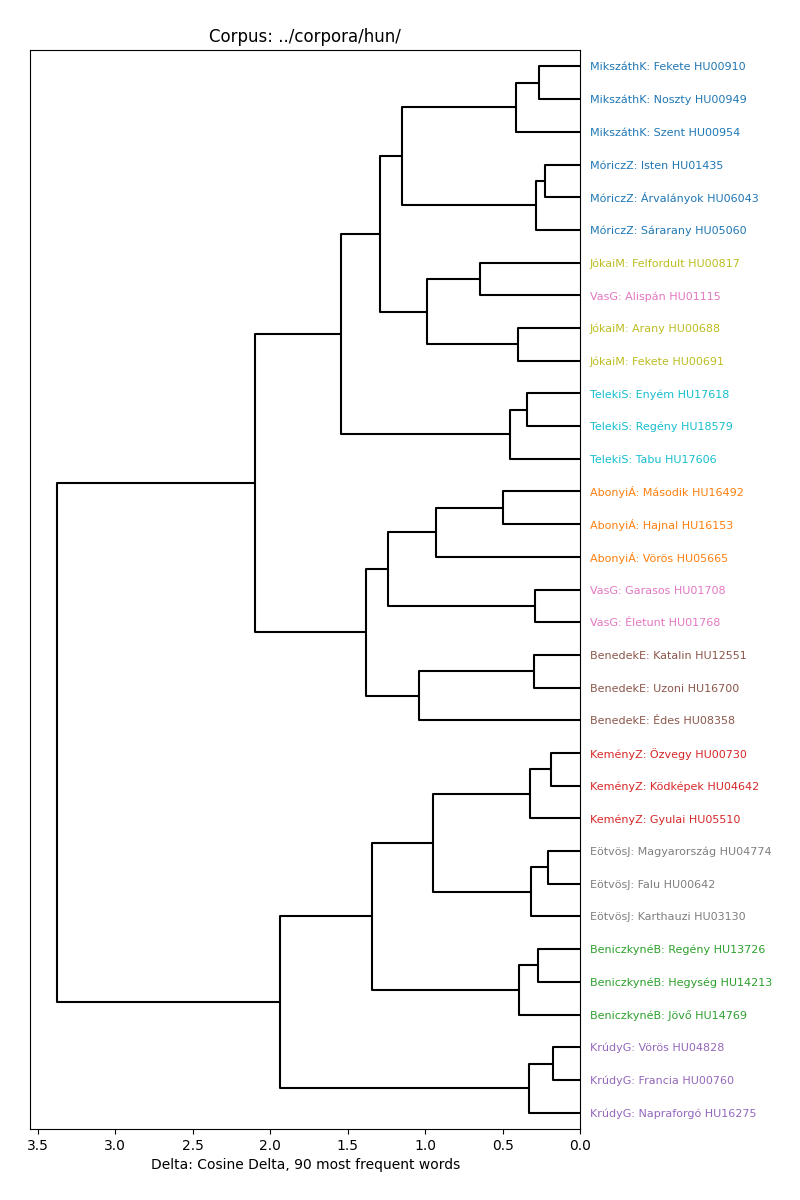 Corpus: ../corpora/hun/
MikszáthK: Fekete HU00910
MikszáthK: Noszty HU00949
MikszáthK: Szent HU00954
MóriczZ: Isten HU01435
MóriczZ: Árvalányok HU06043
MóriczZ: Sárarany HU05060
JókaiM: Felfordult HU00817
VasG: Alispán HU01115
JókaiM: Arany HU00688
JókaiM: Fekete HU00691
TelekiS: Enyém HU17618
TelekiS: Regény HU18579
TelekiS: Tabu HU17606
AbonyiÁ: Második HU16492
AbonyiÁ: Hajnal HU16153
AbonyiÁ: Vörös HU05665
VasG: Garasos HU01708
VasG: Életunt HU01768
BenedekE: Katalin HU12551
BenedekE: Uzoni HU16700
BenedekE: Édes HU08358
KeményZ: Özvegy HU00730
KeményZ: Ködképek HU04642
KeményZ: Gyulai HU05510
EötvösJ: Magyarország HU04774
EötvösJ: Falu HU00642
EötvösJ: Karthauzi HU03130
BeniczkynéB: Regény HU13726
BeniczkynéB: Hegység HU14213
BeniczkynéB: Jövő HU14769
KrúdyG: Vörös HU04828
KrúdyG: Francia HU00760
KrúdyG: Napraforgó HU16275
3.5 3.0 2.5 2.0 1.5 1.0 0.5 0.0
Delta: Cosine Delta, 90 most frequent words